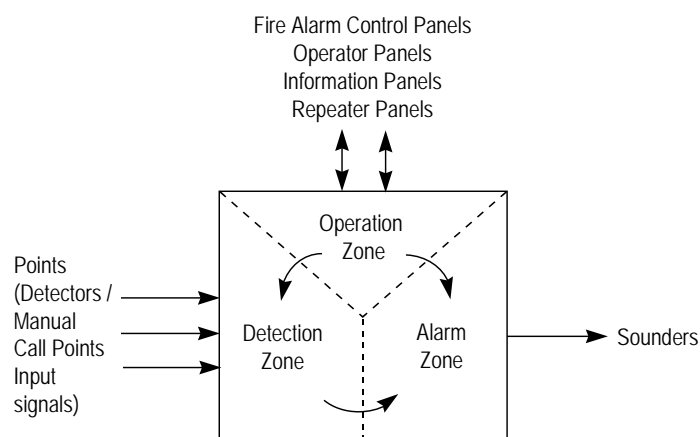 Fire Alarm Control Panels
Operator Panels
Information Panels
Repeater Panels
Operation
Zone
Points
(Detectors /
Manual
Call Points
Input
signals)
Detection
Zone
Alarm
Zone
Sounders